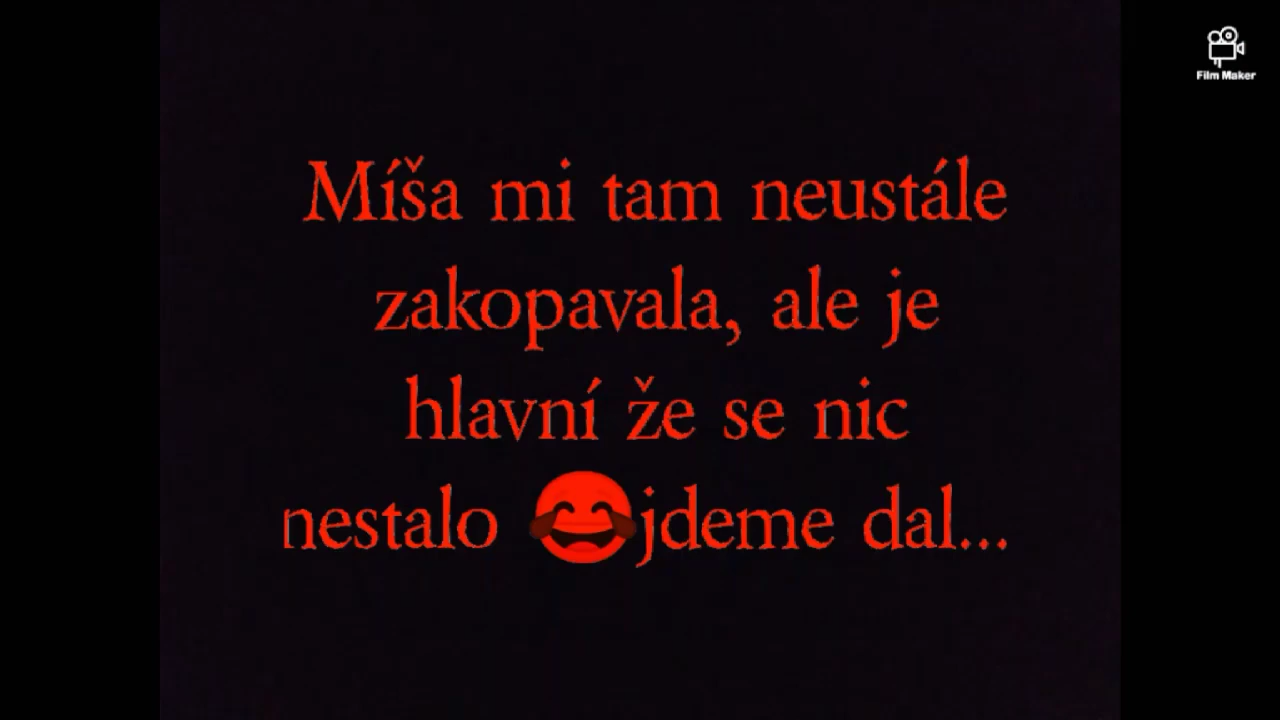 Film Maker
Míša mi tam neustále
zakopavala, ale je
hlavní že se nic
nestalo 😂jdeme dal...